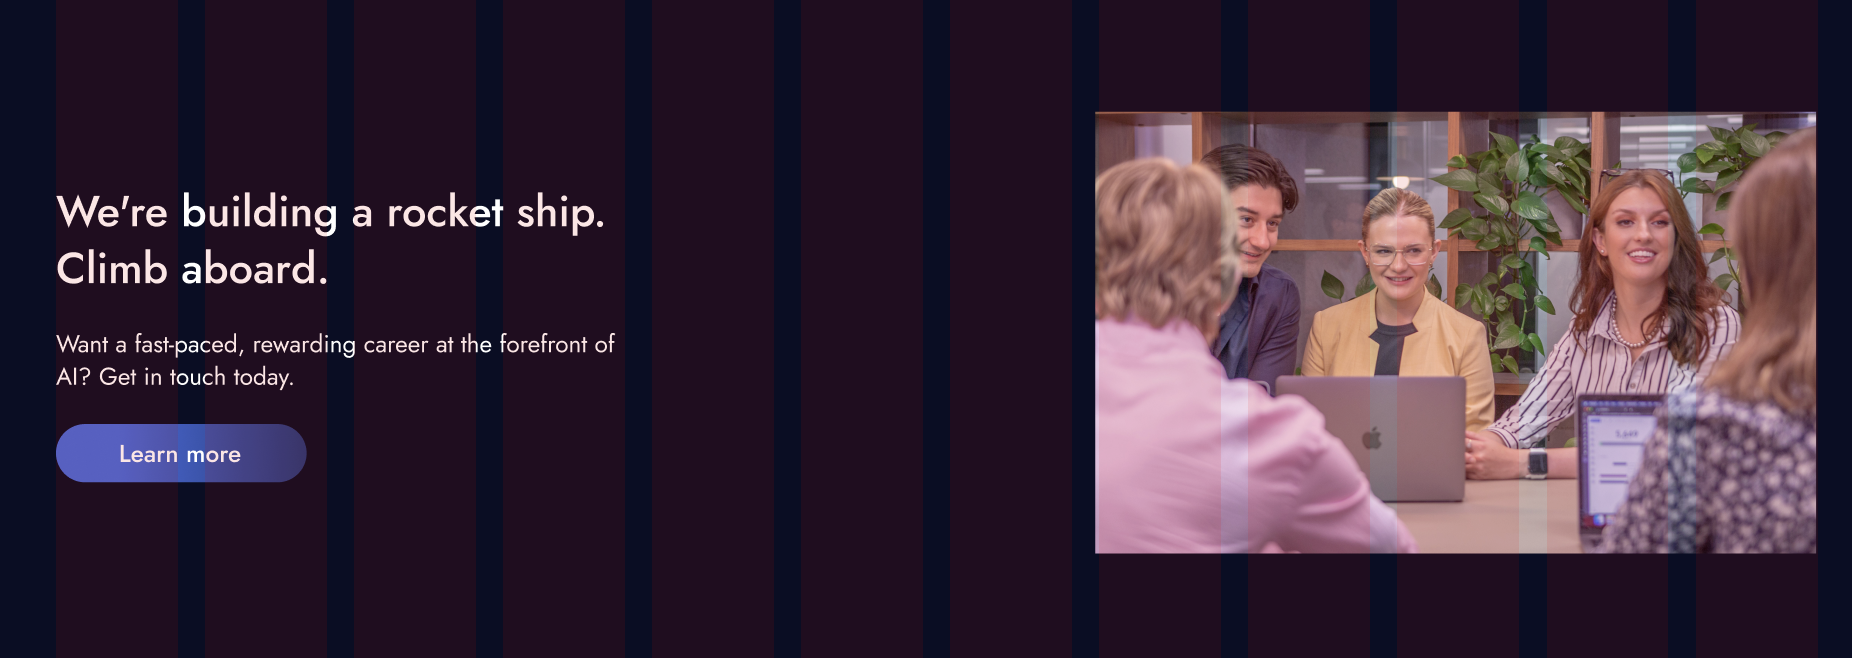 We're building a rocket ship.
Climb aboard.
Want a fast-paced, rewarding career at the forefront of
AI? Get in touch today.
Learn more